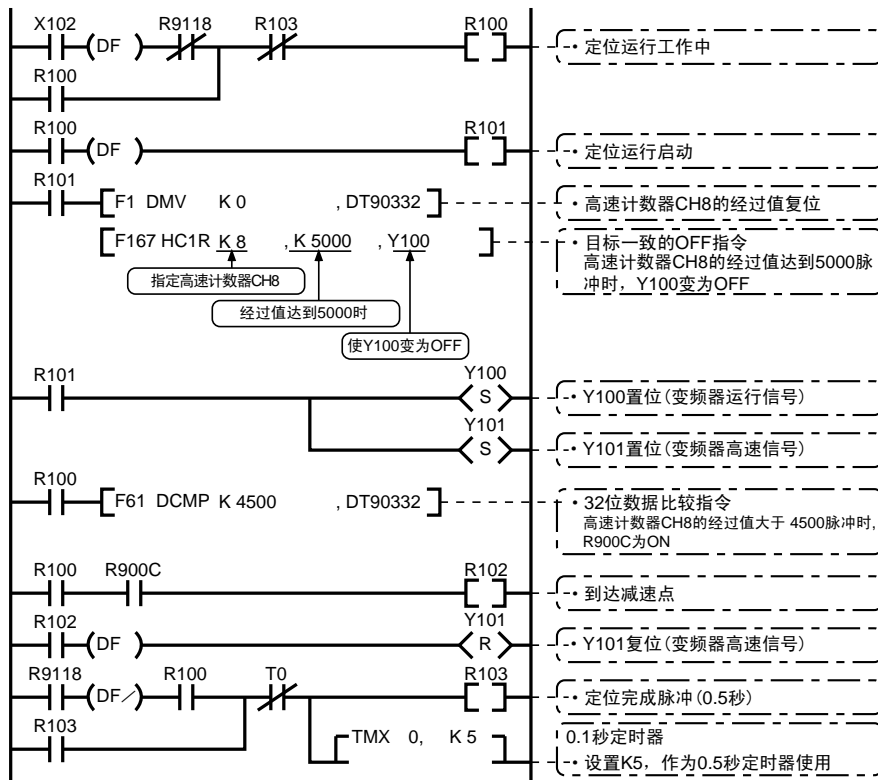 X102 R9118 R103 R100
(DF )
· 定位运行工作中
R100
R100 R101
(DF )
· 定位运行启动
R101
F1 DMV K 0 , DT90332
· 高速计数器CH8的经过值复位
F167 HC1R K 8 , K 5000 , Y100
· 目标一致的OFF指令
高速计数器CH8的经过值达到5000脉
冲时，Y100变为OFF
指定高速计数器CH8
经过值达到5000时
使Y100变为OFF
R101 Y100
S
· Y100置位(变频器运行信号)
Y101
S
· Y101置位(变频器高速信号)
R100
F61 DCMP K 4500 , DT90332
· 32位数据比较指令
高速计数器CH8的经过值大于 4500脉冲时,
R900C为ON
R100 R900C R102
· 到达减速点
R102 Y101
(DF ) R
· Y101复位(变频器高速信号)
R9118 R100 T0 R103
(DF/)
· 定位完成脉冲(0.5秒)
R103
TMX 0, K 5
0.1秒定时器
· 设置K5，作为0.5秒定时器使用